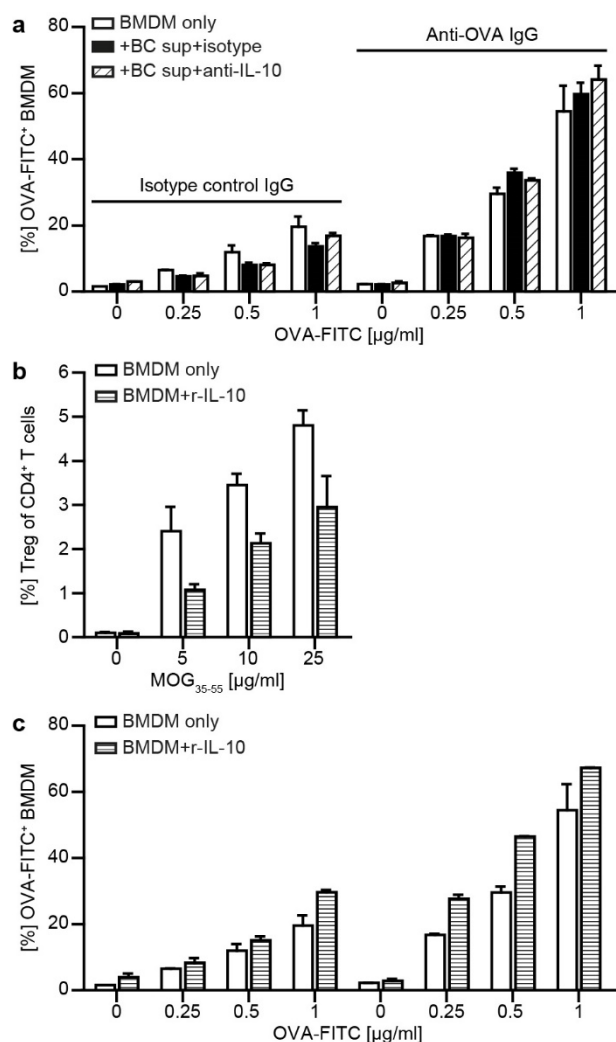 a
BMDM only
+BC sup+isotype
+BC sup+anti-IL-10
Anti-OVA IgG
Isotype control IgG
[%] OVA-FITC⁺ BMDM
80
60
40
20
0
0 0.25 0.5 1 0 0.25 0.5 1
OVA-FITC [µg/ml]
b
BMDM only
BMDM+r-IL-10
[%] Treg of CD4⁺ T cells
6
5
4
3
2
1
0
0 5 10 25
MOG₃₅₋₅₅ [µg/ml]
c
BMDM only
BMDM+r-IL-10
[%] OVA-FITC⁺ BMDM
80
60
40
20
0
0 0.25 0.5 1 0 0.25 0.5 1
OVA-FITC [µg/ml]